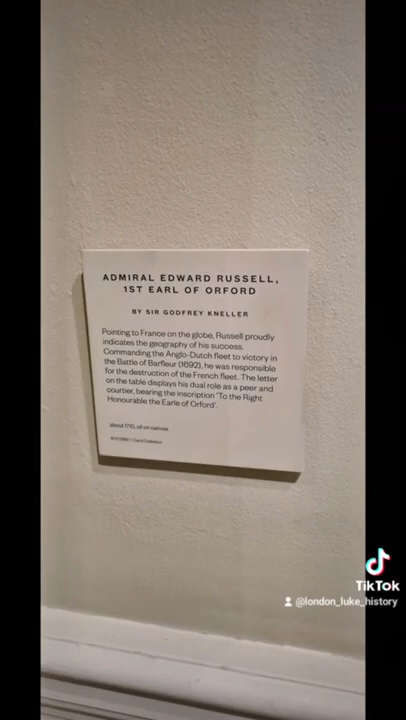 ADMIRAL EDWARD RUSSELL,
1ST EARL OF ORFORD
BY SIR GODFREY KNELLER
Pointing to France on the globe, Russell proudly
indicates the geography of his success.
Commanding the Anglo-Dutch fleet to victory in
the Battle of Barfleur (1692), he was responsible
for the destruction of the French fleet. The letter
on the table displays his dual role as a peer and
courtier, bearing the inscription 'To the Right
Honourable the Earle of Orford'.
about 1710, oil on canvas
Caird Collection
TikTok
@london_luke_history